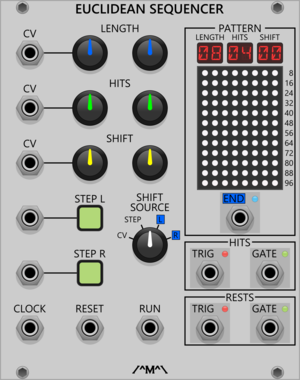 EUCLIDEAN SEQUENCER
CV
LENGTH
CV
HITS
CV
SHIFT
STEP L
STEP R
SHIFT
SOURCE
STEP
L
CV
R
CLOCK
RESET
RUN
PATTERN
LENGTH HITS SHIFT
08 04 00
8
16
24
32
40
48
56
64
72
80
88
96
END
HITS
TRIG
GATE
RESTS
TRIG
GATE